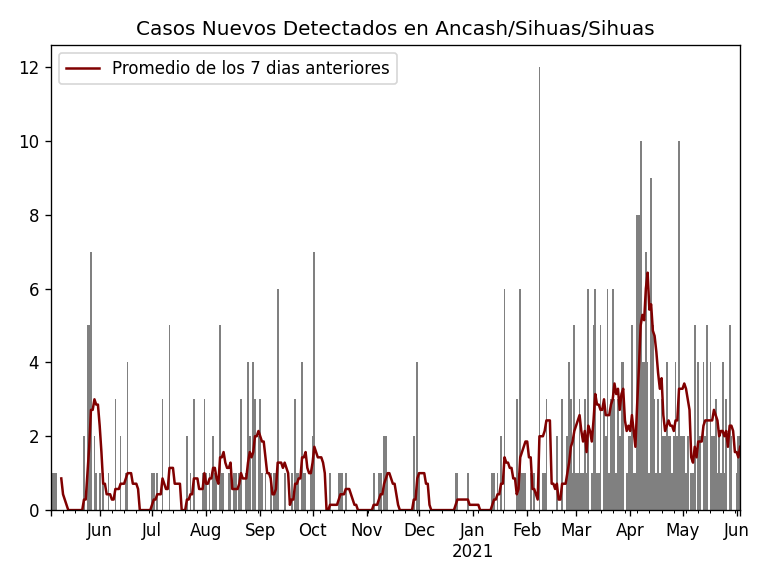 Casos Nuevos Detectados en Ancash/Sihuas/Sihuas
Promedio de los 7 dias anteriores
12
10
8
6
4
2
0
Jun Jul Aug Sep Oct Nov Dec Jan Feb Mar Apr May Jun
2021